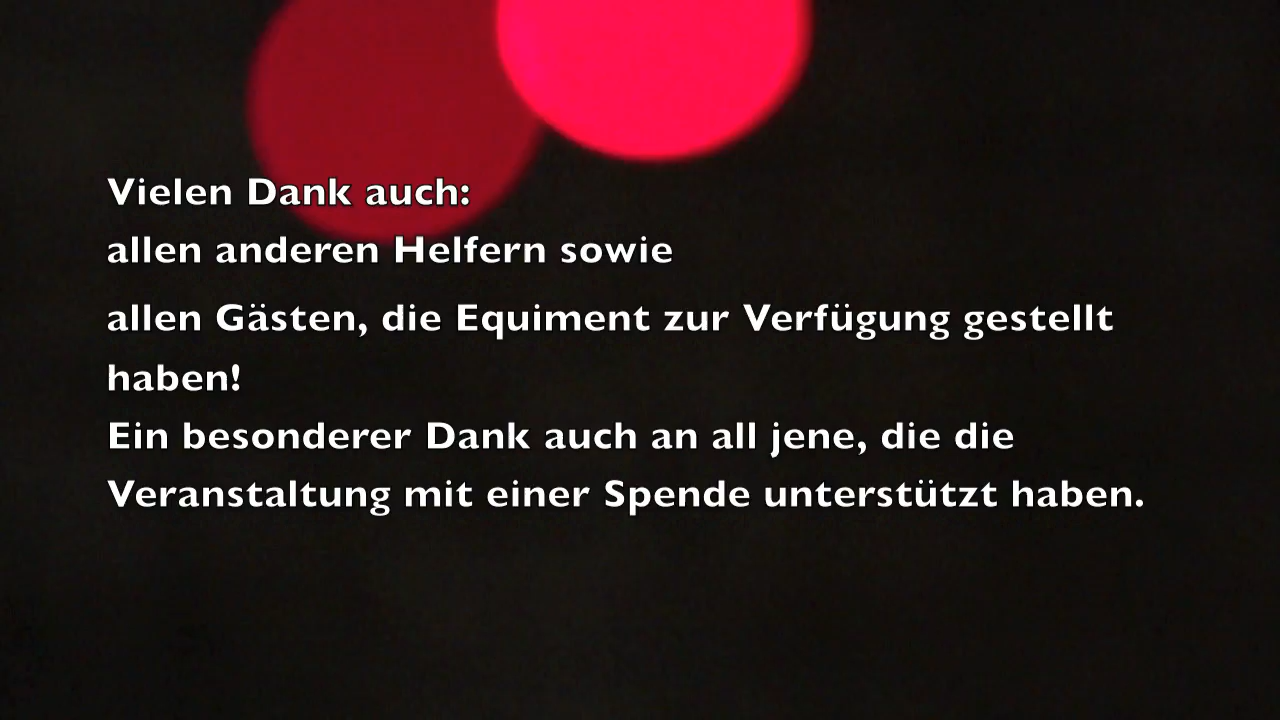 Vielen Dank auch:
allen anderen Helfern sowie
allen Gästen, die Equiment zur Verfügung gestellt
haben!
Ein besonderer Dank auch an all jene, die die
Veranstaltung mit einer Spende unterstützt haben.